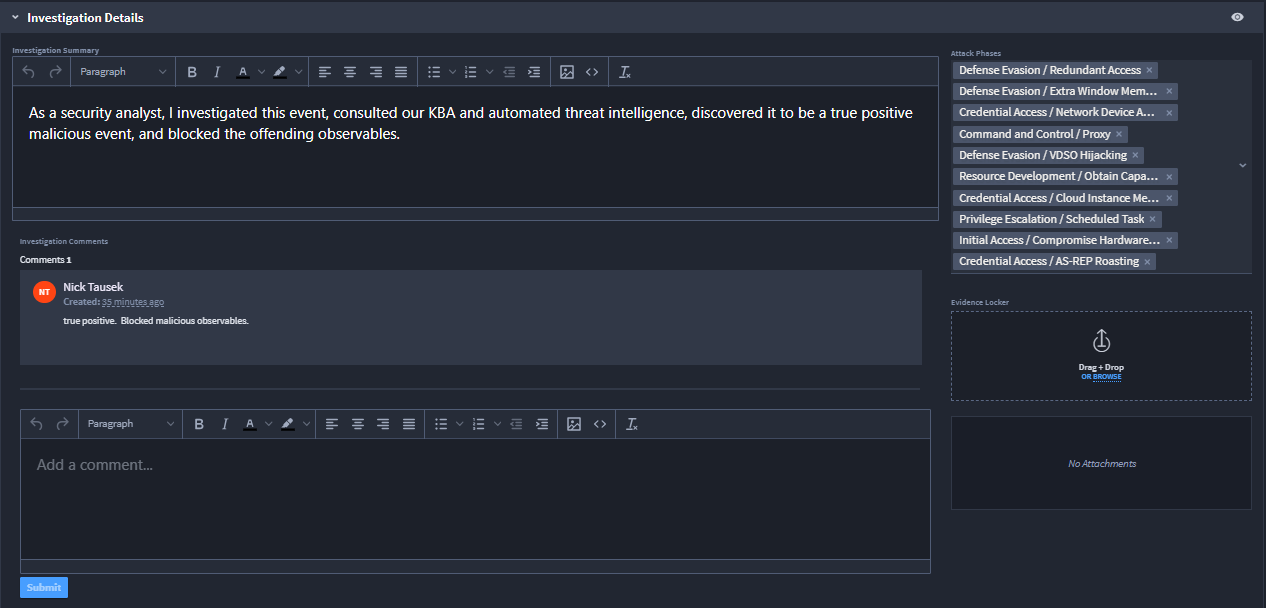 Investigation Details
Investigation Summary
Paragraph
B I A
As a security analyst, I investigated this event, consulted our KBA and automated threat intelligence, discovered it to be a true positive
malicious event, and blocked the offending observables.
Investigation Comments
Comments 1
NT
Nick Tausek
Created: 35 minutes ago
true positive. Blocked malicious observables.
Paragraph
B I A
Add a comment...
Submit
Attack Phases
Defense Evasion / Redundant Access ×
Defense Evasion / Extra Window Mem... ×
Credential Access / Network Device A... ×
Command and Control / Proxy ×
Defense Evasion / VDSO Hijacking ×
Resource Development / Obtain Capa... ×
Credential Access / Cloud Instance Me... ×
Privilege Escalation / Scheduled Task ×
Initial Access / Compromise Hardware... ×
Credential Access / AS-REP Roasting ×
Evidence Locker
Drag + Drop
OR BROWSE
No Attachments